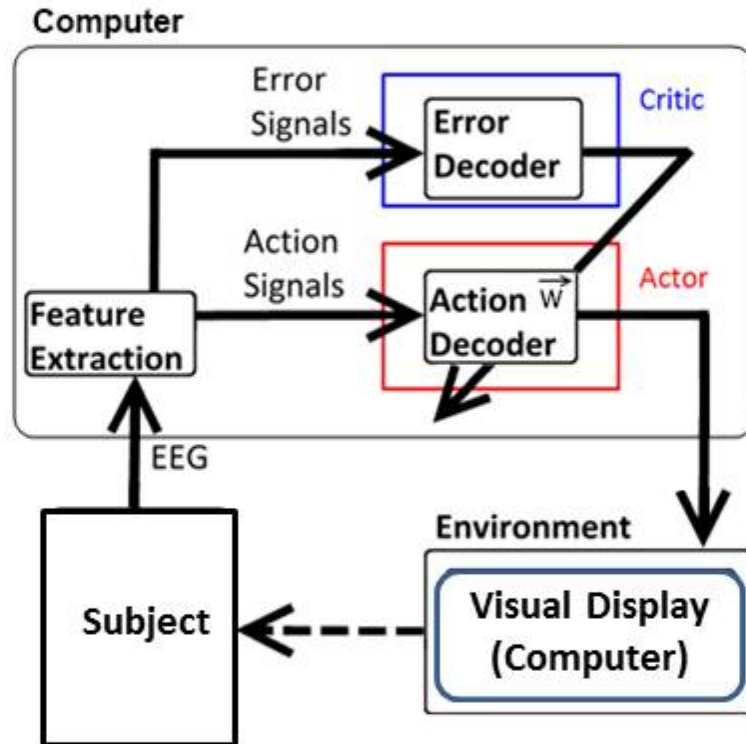 Computer
Error
Signals
Error
Decoder
Critic
Action
Signals
Action w
Decoder
Actor
Feature
Extraction
EEG
Environment
Subject
Visual Display
(Computer)